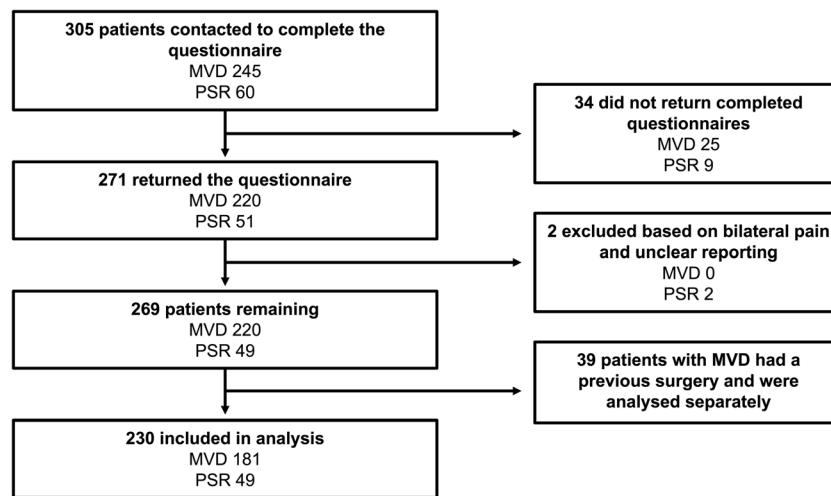 305 patients contacted to complete the
questionnaire
MVD 245
PSR 60
34 did not return completed
questionnaires
MVD 25
PSR 9
271 returned the questionnaire
MVD 220
PSR 51
2 excluded based on bilateral pain
and unclear reporting
MVD 0
PSR 2
269 patients remaining
MVD 220
PSR 49
39 patients with MVD had a
previous surgery and were
analysed separately
230 included in analysis
MVD 181
PSR 49